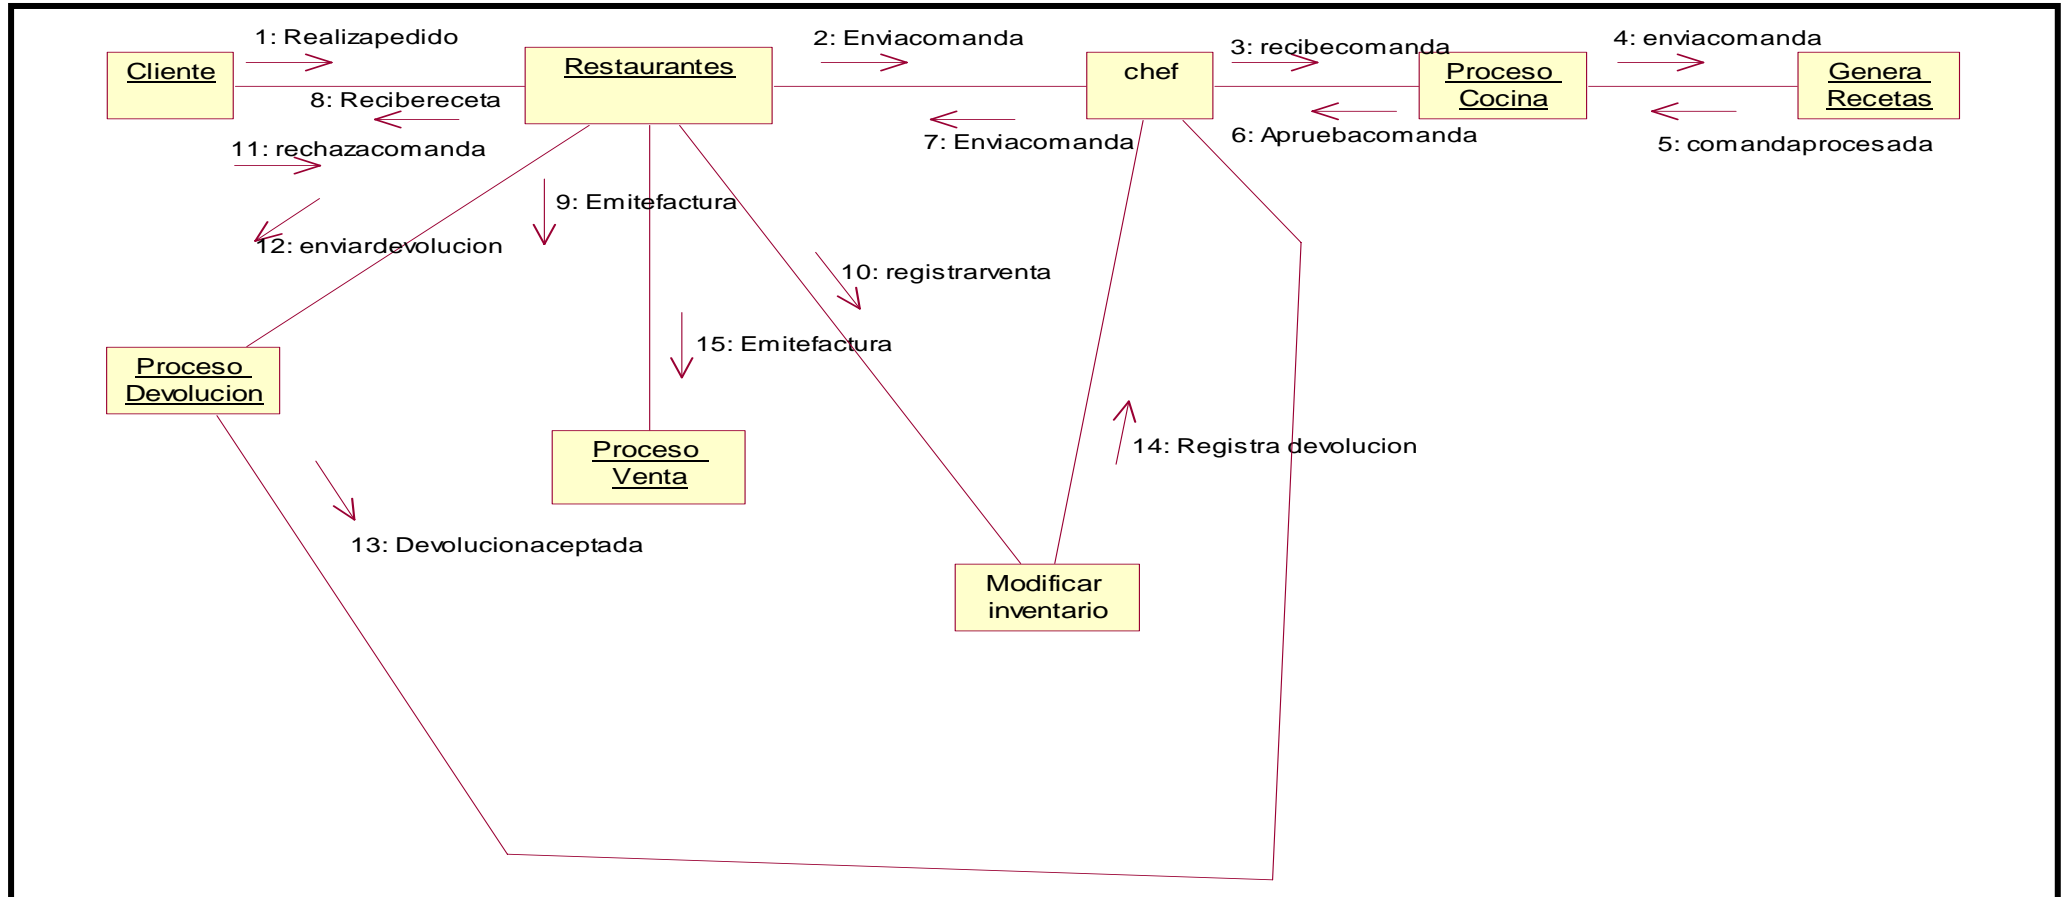 1: Realizapedido
2: Enviacomanda
3: recibecomanda
4: enviacomanda
Cliente
Restaurantes
chef
Proceso
Cocina
Genera
Recetas
8: Recibereceta
7: Enviacomanda
6: Apruebacomanda
5: comandaprocesada
11: rechazacomanda
9: Emitefactura
12: enviardevolucion
10: registrarventa
15: Emitefactura
Proceso
Devolucion
Proceso
Venta
14: Registra devolucion
13: Devolucionaceptada
Modificar
inventario